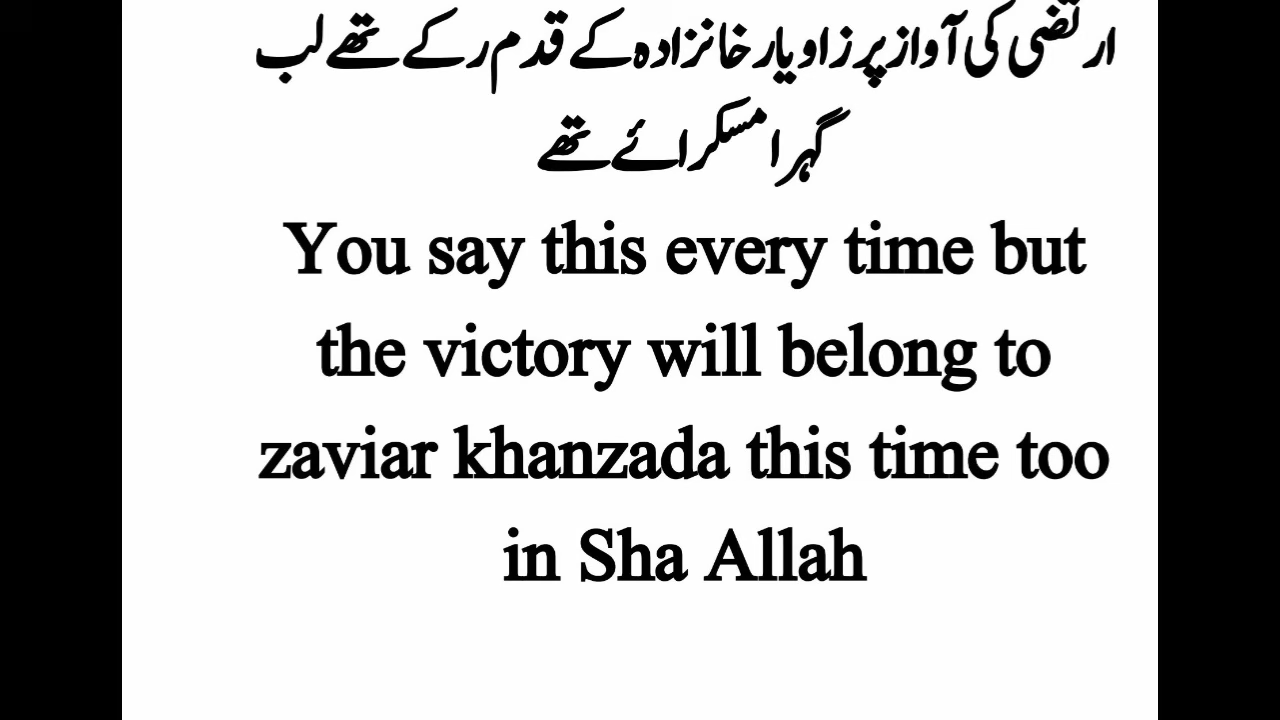 ارتضی کی آواز پر زاویار خانزادہ کے قدم رکے تھے لب
گہرا مسکرائے تھے
You say this every time but
the victory will belong to
zaviar khanzada this time too
in Sha Allah